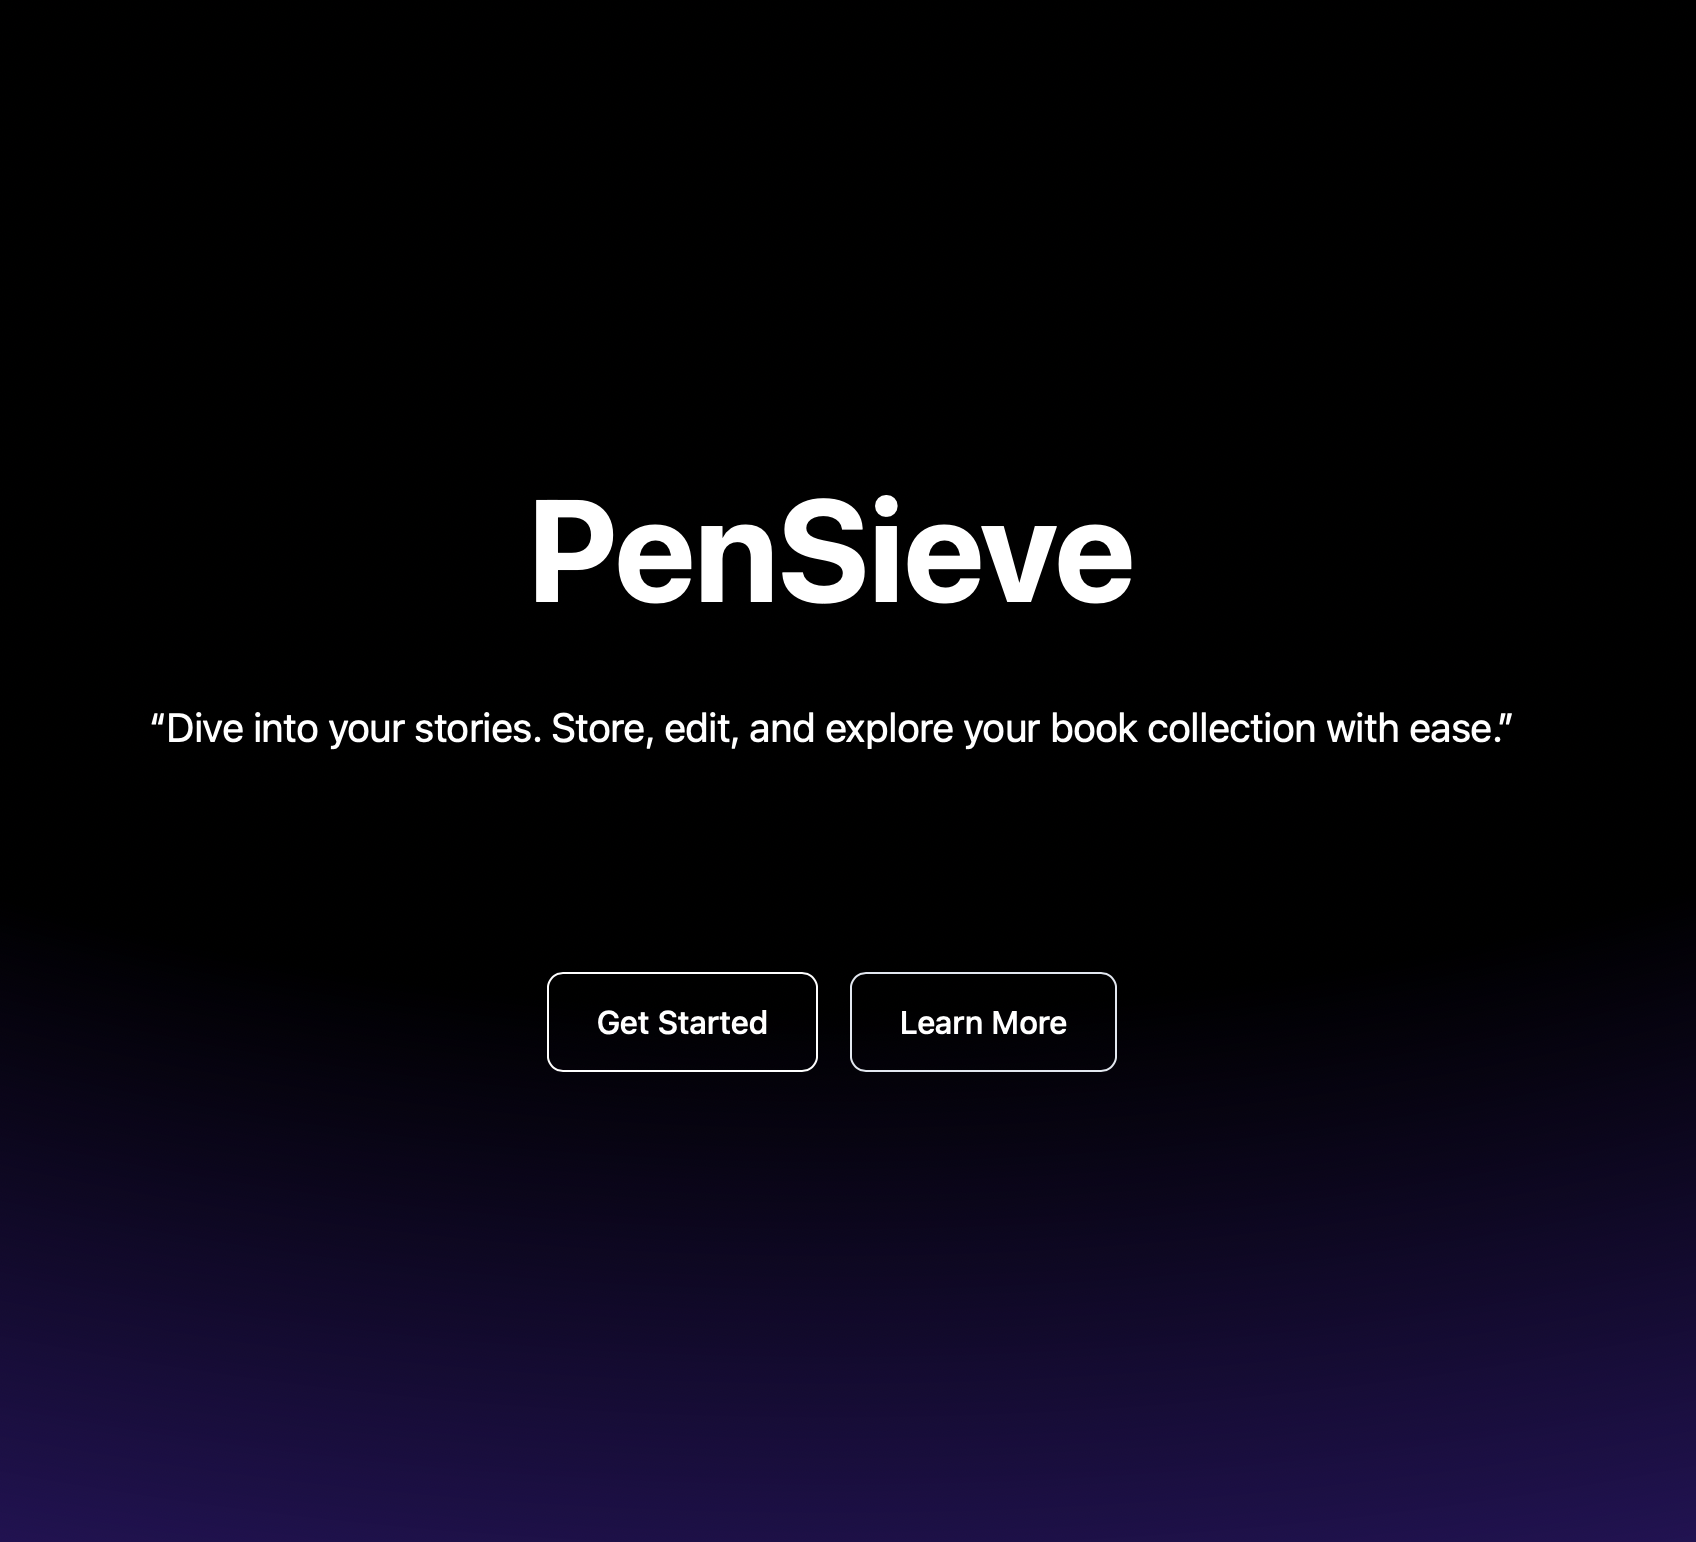 PenSieve
“Dive into your stories. Store, edit, and explore your book collection with ease.”
Get Started
Learn More